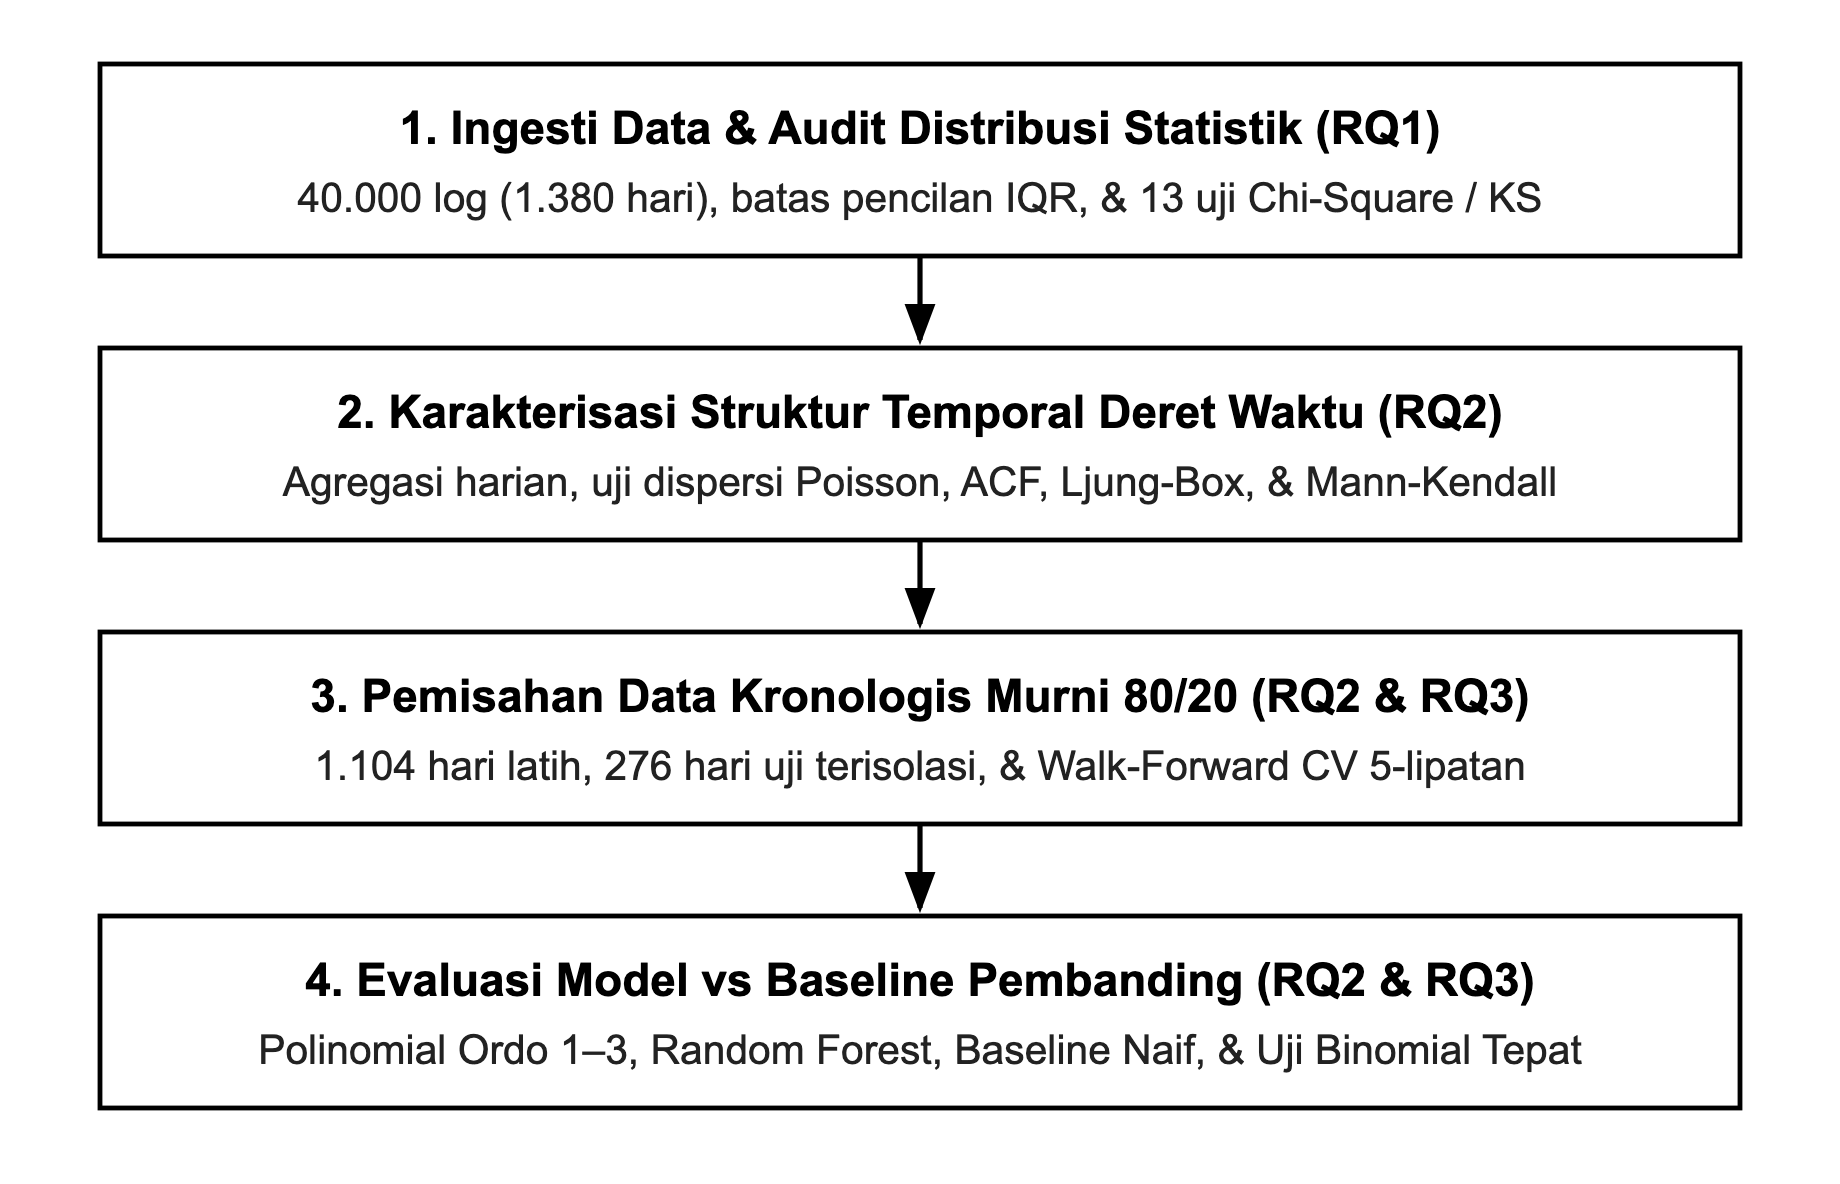 1. Ingesti Data & Audit Distribusi Statistik (RQ1)
40.000 log (1.380 hari), batas pencilan IQR, & 13 uji Chi-Square / KS
2. Karakterisasi Struktur Temporal Deret Waktu (RQ2)
Agregasi harian, uji dispersi Poisson, ACF, Ljung-Box, & Mann-Kendall
3. Pemisahan Data Kronologis Murni 80/20 (RQ2 & RQ3)
1.104 hari latih, 276 hari uji terisolasi, & Walk-Forward CV 5-lipatan
4. Evaluasi Model vs Baseline Pembanding (RQ2 & RQ3)
Polinomial Ordo 1–3, Random Forest, Baseline Naif, & Uji Binomial Tepat